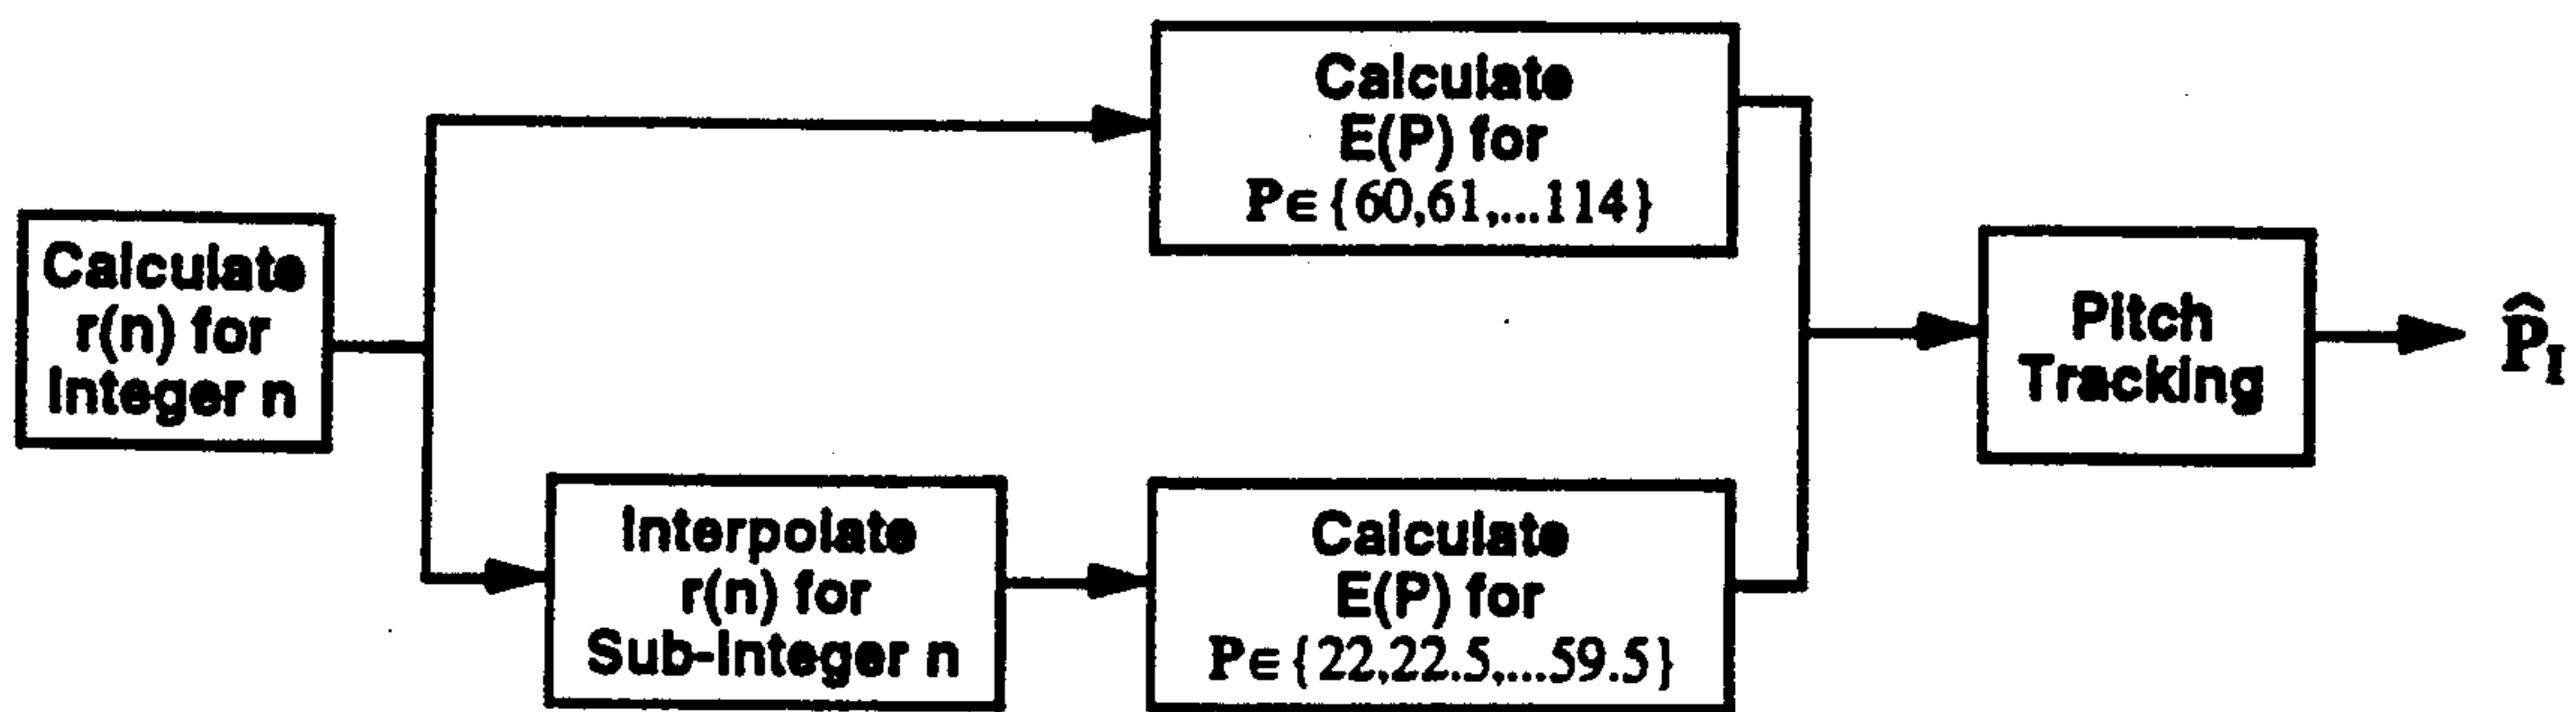 Calculate
r(n) for
Integer n
Calculate
E(P) for
P∈{60,61,...114}
Interpolate
r(n) for
Sub-Integer n
Calculate
E(P) for
P∈{22,22.5,...59.5}
Pitch
Tracking
P̂_I